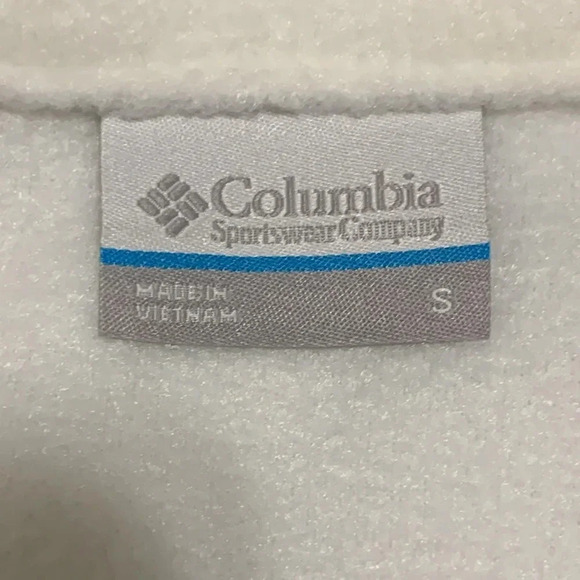 Columbia
Sportswear Company
MADE IN
VIETNAM
S